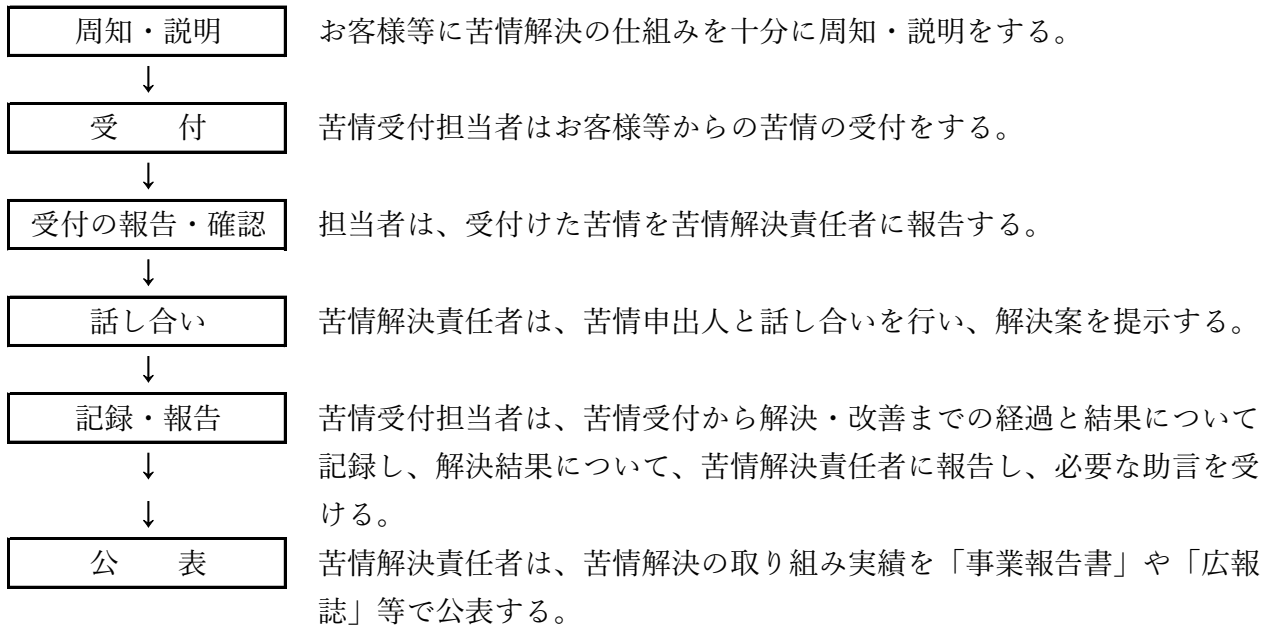 周知・説明 お客様等に苦情解決の仕組みを十分に周知・説明をする。
↓
受　　付 苦情受付担当者はお客様等からの苦情の受付をする。
↓
受付の報告・確認 担当者は、受付けた苦情を苦情解決責任者に報告する。
↓
話し合い 苦情解決責任者は、苦情申出人と話し合いを行い、解決案を提示する。
↓
記録・報告 苦情受付担当者は、苦情受付から解決・改善までの経過と結果について
↓ 記録し、解決結果について、苦情解決責任者に報告し、必要な助言を受
↓ ける。
公　　表 苦情解決責任者は、苦情解決の取り組み実績を「事業報告書」や「広報
誌」等で公表する。